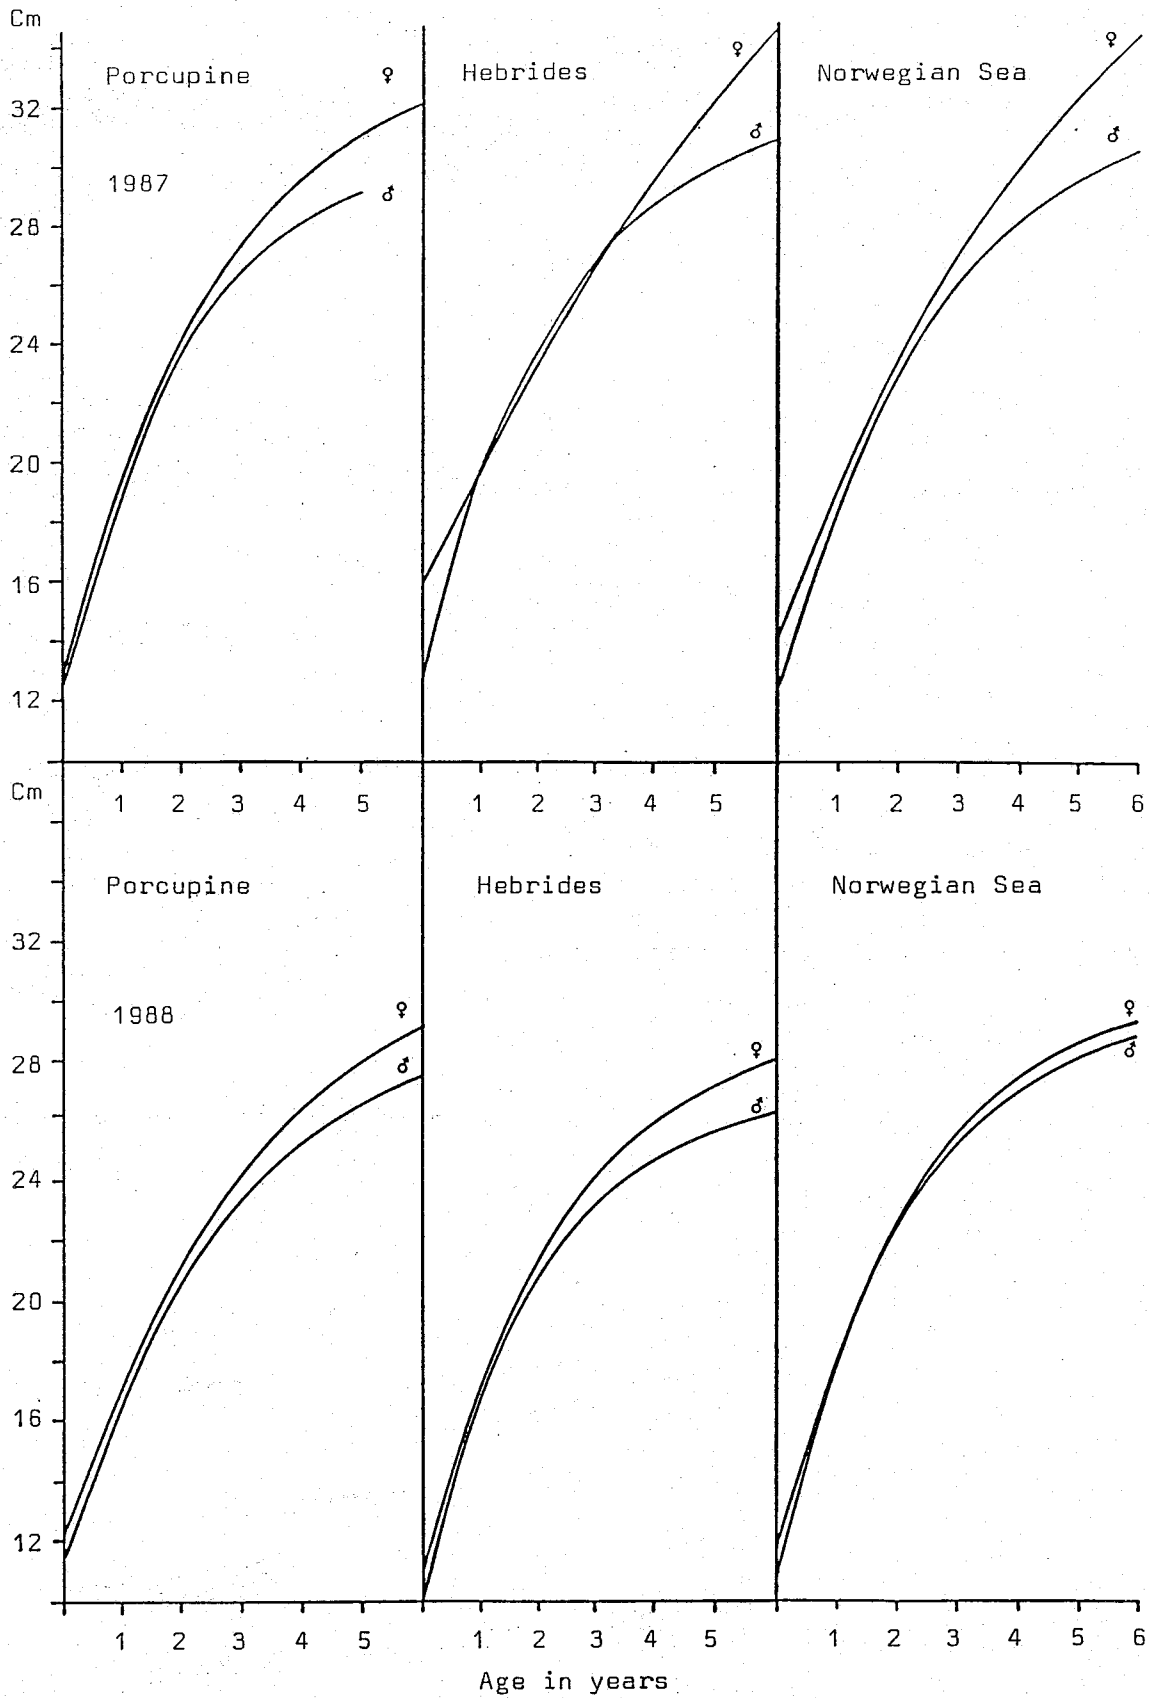 Cm
Porcupine ♀ Hebrides ♀ Norwegian Sea ♀
32
♂ ♂
1987 ♂
28
24
20
16
12
1 2 3 4 5 1 2 3 4 5 1 2 3 4 5 6
Cm
Porcupine Hebrides Norwegian Sea
32
1988 ♀ ♀
♀ ♂
28 ♂
♂
24
20
16
12
1 2 3 4 5 1 2 3 4 5 1 2 3 4 5 6
Age in years